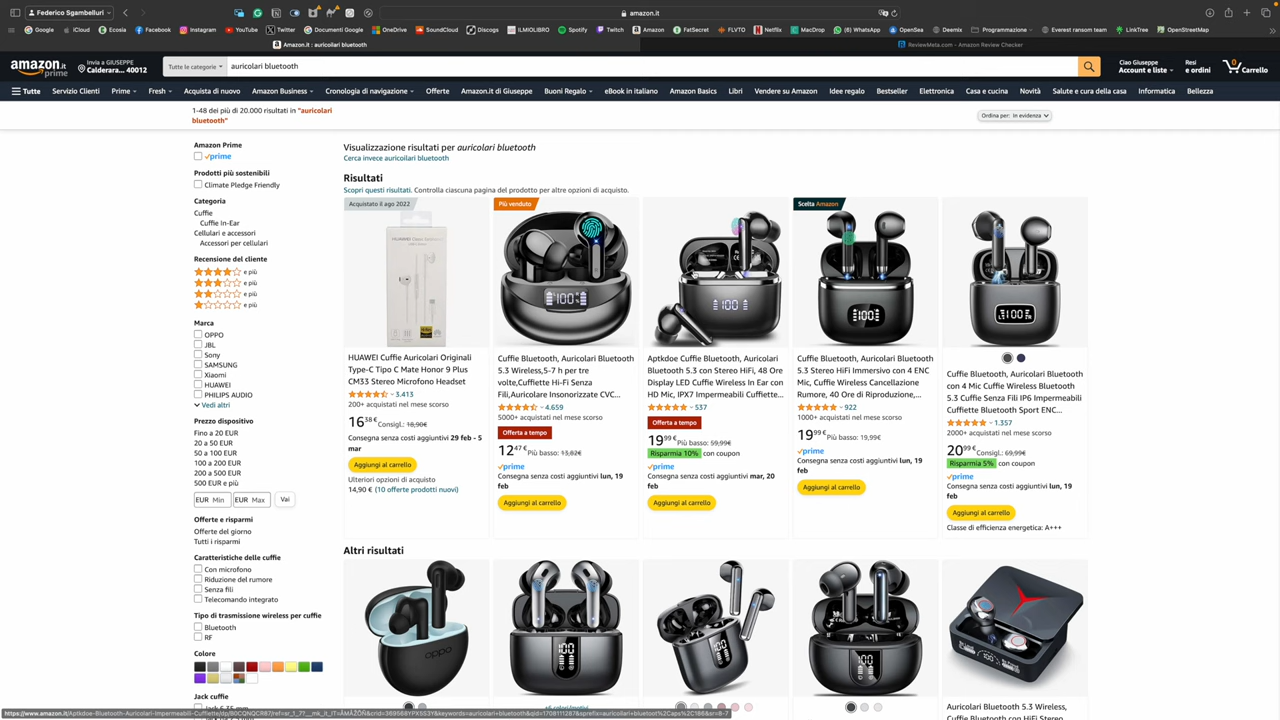 Federico Sgambelluri
amazon.it
Google
iCloud
Ecosia
Facebook
Instagram
YouTube
Twitter
Documenti Google
OneDrive
SoundCloud
Discogs
ILMIOLIBRO
Spotify
Twitch
Amazon
FatSecret
FLVTO
Netflix
MacDrop
(6) WhatsApp
OpenSea
Deemix
Programmazione
Everest ransom team
LinkTree
OpenStreetMap
Amazon.it : auricolari bluetooth
ReviewMeta.com - Amazon Review Checker
amazon.it
prime
Invia a GIUSEPPE
Calderara... 40012
Tutte le categorie
auricolari bluetooth
Ciao Giuseppe
Account e liste
Resi
e ordini
0
Carrello
Tutte
Servizio Clienti
Prime
Fresh
Acquista di nuovo
Amazon Business
Cronologia di navigazione
Offerte
Amazon.it di Giuseppe
Buoni Regalo
eBook in italiano
Amazon Basics
Libri
Vendere su Amazon
Idee regalo
Bestseller
Elettronica
Casa e cucina
Novità
Salute e cura della casa
Informatica
Bellezza
1-48 dei più di 20.000 risultati in "auricolari
bluetooth"
Ordina per: In evidenza
Amazon Prime
prime
Prodotti più sostenibili
Climate Pledge Friendly
Categoria
Cuffie
Cuffie In-Ear
Cellulari e accessori
Accessori per cellulari
Recensione del cliente
e più
e più
e più
e più
Marca
OPPO
JBL
Sony
SAMSUNG
Xiaomi
HUAWEI
PHILIPS AUDIO
Vedi altri
Prezzo dispositivo
Fino a 20 EUR
20 a 50 EUR
50 a 100 EUR
100 a 200 EUR
200 a 500 EUR
500 EUR e più
EUR Min
EUR Max
Vai
Offerte e risparmi
Offerte del giorno
Tutti i risparmi
Caratteristiche delle cuffie
Con microfono
Riduzione del rumore
Senza fili
Telecomando integrato
Tipo di trasmissione wireless per cuffie
Bluetooth
RF
Colore
Jack cuffie
Visualizzazione risultati per auricolari bluetooth
Cerca invece auricoilari bluetooth
Risultati
Scopri questi risultati. Controlla ciascuna pagina del prodotto per altre opzioni di acquisto.
Acquistato il ago 2022
HUAWEI Cuffie Auricolari Originali
Type-C Tipo C Mate Honor 9 Plus
CM33 Stereo Microfono Headset
3.413
200+ acquistati nel mese scorso
16,38 € Consigl.: 18,90€
Consegna senza costi aggiuntivi 29 feb - 5
mar
Aggiungi al carrello
Ulteriori opzioni di acquisto
14,90 € (10 offerte prodotti nuovi)
Più venduto
100
Cuffie Bluetooth, Auricolari Bluetooth
5.3 Wireless,5-7 h per tre
volte,Cuffiette Hi-Fi Senza
Fili,Auricolare Insonorizzate CVC...
4.659
5000+ acquistati nel mese scorso
Offerta a tempo
12,47 € Più basso: 13,82€
prime
Consegna senza costi aggiuntivi lun, 19
feb
Aggiungi al carrello
100
Aptkdoe Cuffie Bluetooth, Auricolari
Bluetooth 5.3 con Stereo HiFi, 48 Ore
Display LED Cuffie Wireless In Ear con
HD Mic, IPX7 Impermeabili Cuffiette...
537
Offerta a tempo
19,99 € Più basso: 59,99€
Risparmia 10% con coupon
prime
Consegna senza costi aggiuntivi mar, 20
feb
Aggiungi al carrello
Scelta Amazon
100
Cuffie Bluetooth, Auricolari Bluetooth
5.3 Stereo HiFi Immersivo con 4 ENC
Mic, Cuffie Wireless Cancellazione
Rumore, 40 Ore di Riproduzione,...
922
1000+ acquistati nel mese scorso
19,99 € Più basso: 19,99€
prime
Consegna senza costi aggiuntivi lun, 19
feb
Aggiungi al carrello
100
Cuffie Bluetooth, Auricolari Bluetooth
con 4 Mic Cuffie Wireless Bluetooth
5.3 Cuffie Senza Fili IP6 Impermeabili
Cuffiette Bluetooth Sport ENC...
1.357
2000+ acquistati nel mese scorso
20,99 € Consigl.: 69,99€
Risparmia 5% con coupon
prime
Consegna senza costi aggiuntivi lun, 19
feb
Aggiungi al carrello
Classe di efficienza energetica: A+++
Altri risultati
oppo
100
100
100
100
Auricolari Bluetooth 5.3 Wireless,